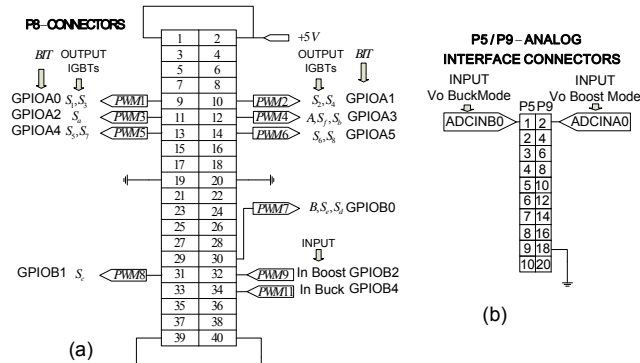 P8-CONNECTORS
BIT
OUTPUT
IGBTs
1 2
+5V
3 4
5 6
7 8
OUTPUT
IGBTs
BIT
GPIOA0 S1,S3 PWM1 9 10 PWM2 S2,S4 GPIOA1
GPIOA2 Sa PWM3 11 12 PWM4 A,Sf,Sb GPIOA3
GPIOA4 S5,S7 PWM5 13 14 PWM6 S6,S8 GPIOA5
15 16
17 18
19 20
21 22
23 24 PWM7 B,Se,Sd GPIOB0
25 26
27 28
INPUT
29 30
GPIOB1 Sc PWM8 31 32 PWM9 In Boost GPIOB2
33 34 PWM11 In Buck GPIOB4
35 36
37 38
39 40
(a)
P5/P9-ANALOG
INTERFACE CONNECTORS
INPUT
Vo BuckMode
INPUT
Vo Boost Mode
P5 P9
ADCINB0 1 2 ADCINA0
2 4
3 6
4 8
5 10
6 12
7 14
8 16
9 18
10 20
(b)